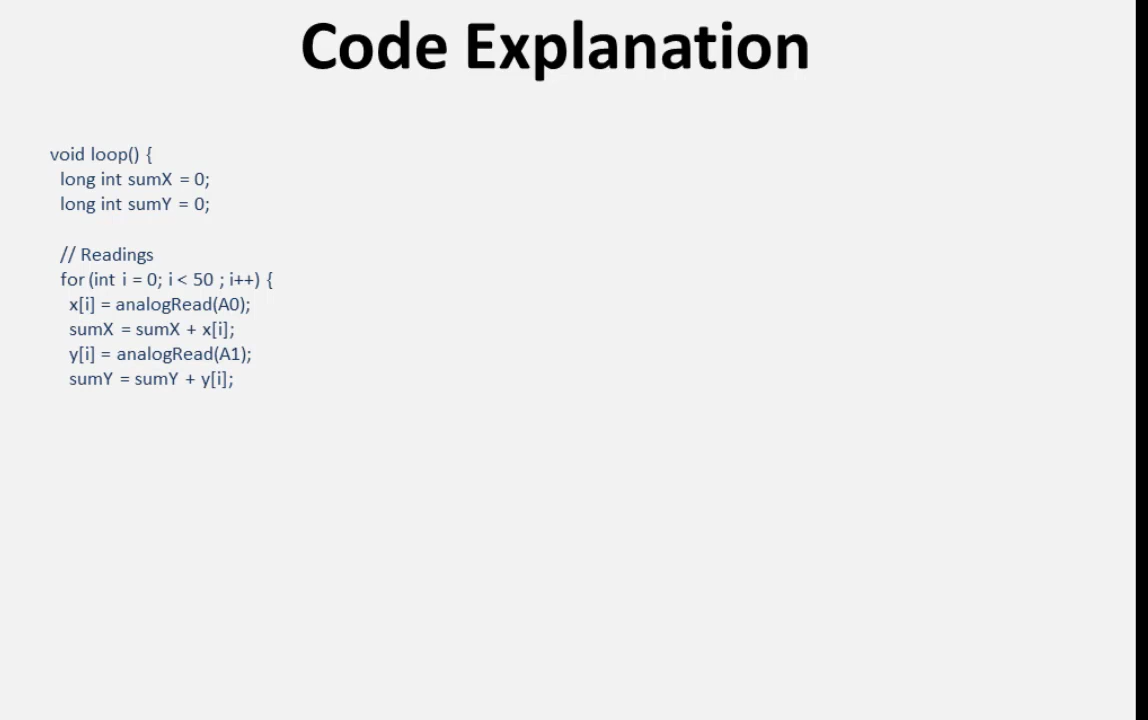 Code Explanation
void loop() {
long int sumX = 0;
long int sumY = 0;
// Readings
for (int i = 0; i < 50 ; i++) {
x[i] = analogRead(A0);
sumX = sumX + x[i];
y[i] = analogRead(A1);
sumY = sumY + y[i];